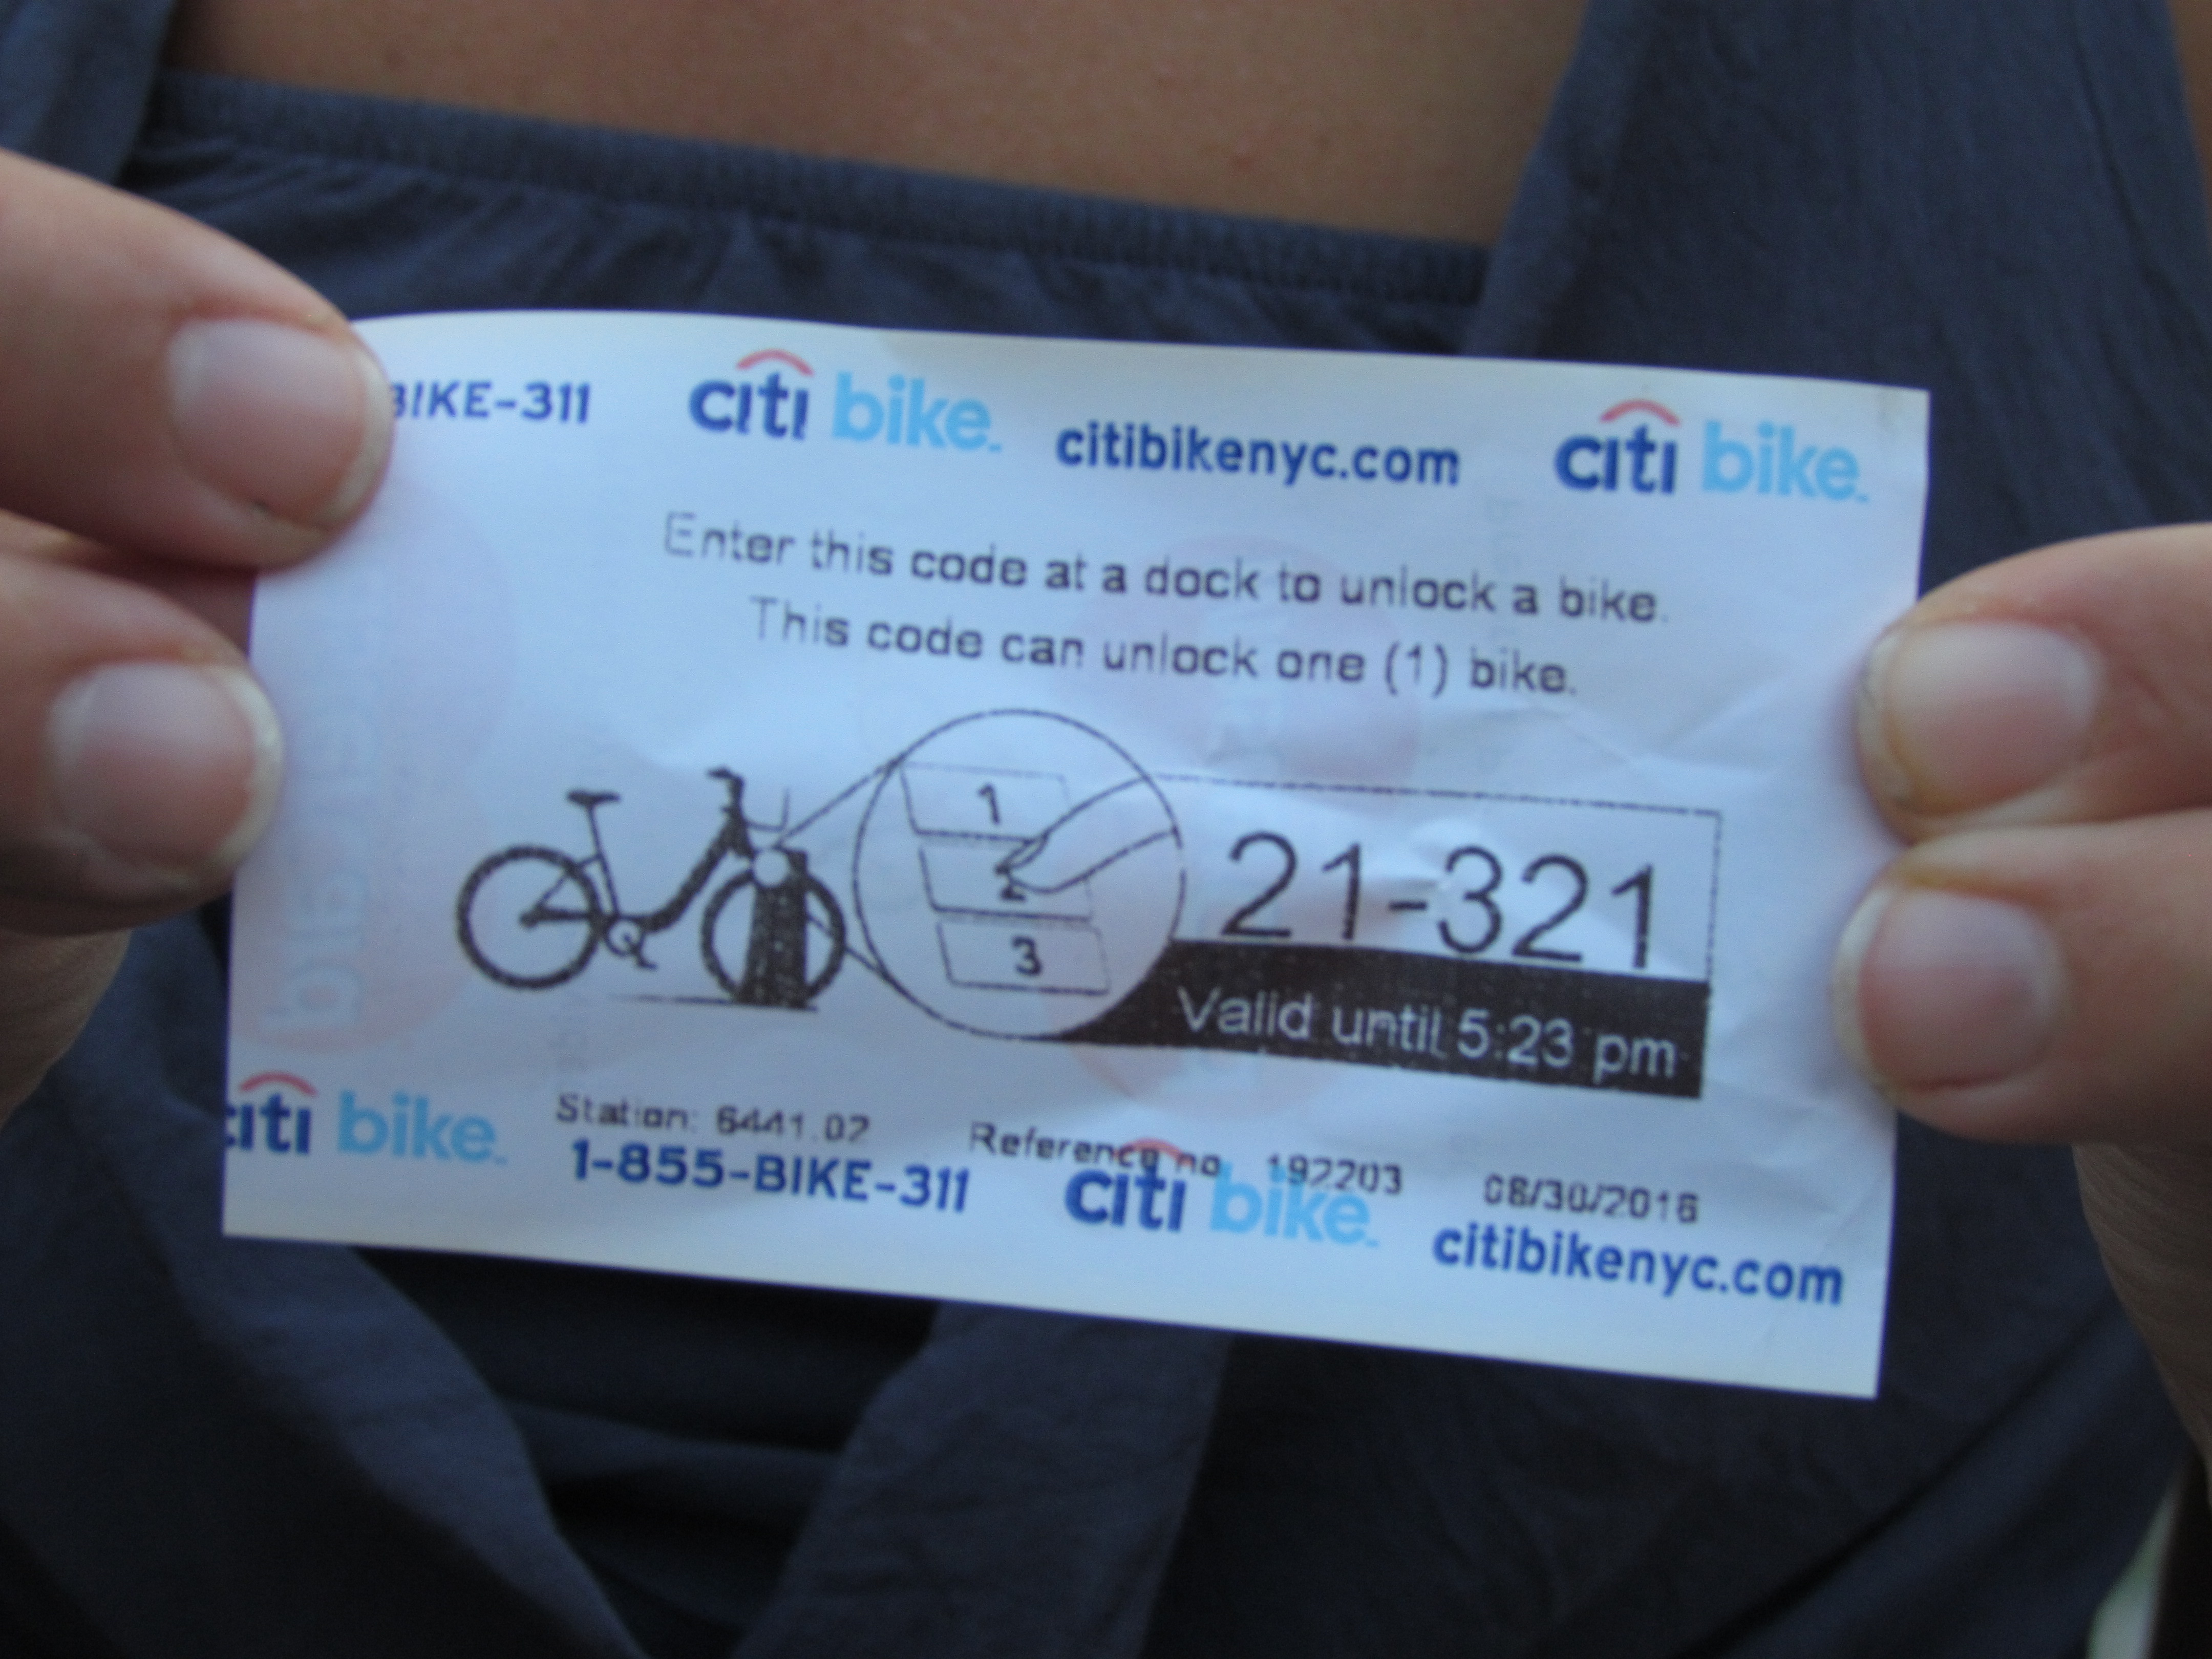 BIKE-311 citi bike citibikenyc.com citi bike
Enter this code at a dock to unlock a bike.
This code can unlock one (1) bike.
1
2
3
21-321
Valid until 5:23 pm
Station: 6441.02 Reference no 192203 08/30/2016
citi bike 1-855-BIKE-311 citi bike citibikenyc.com